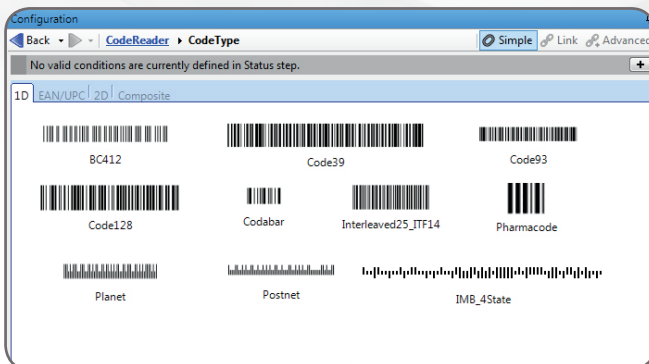 Configuration
Back CodeReader CodeType Simple Link Advanced
No valid conditions are currently defined in Status step.
1D EAN/UPC 2D Composite
BC412 Code39 Code93
Code128 Codabar Interleaved25_ITF14 Pharmacode
Planet Postnet IMB_4State